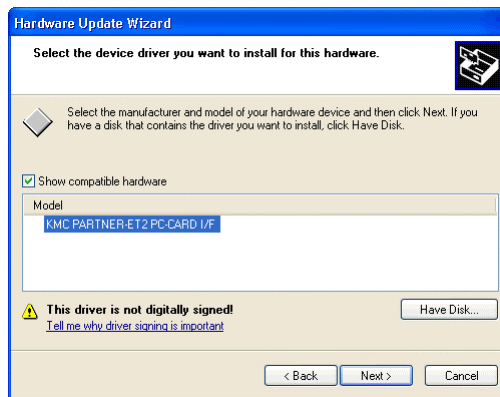 Hardware Update Wizard
Select the device driver you want to install for this hardware.
Select the manufacturer and model of your hardware device and then click Next. If you
have a disk that contains the driver you want to install, click Have Disk.
Show compatible hardware
Model
KMC PARTNER-ET2 PC-CARD I/F
This driver is not digitally signed!
Have Disk...
Tell me why driver signing is important
< Back
Next >
Cancel